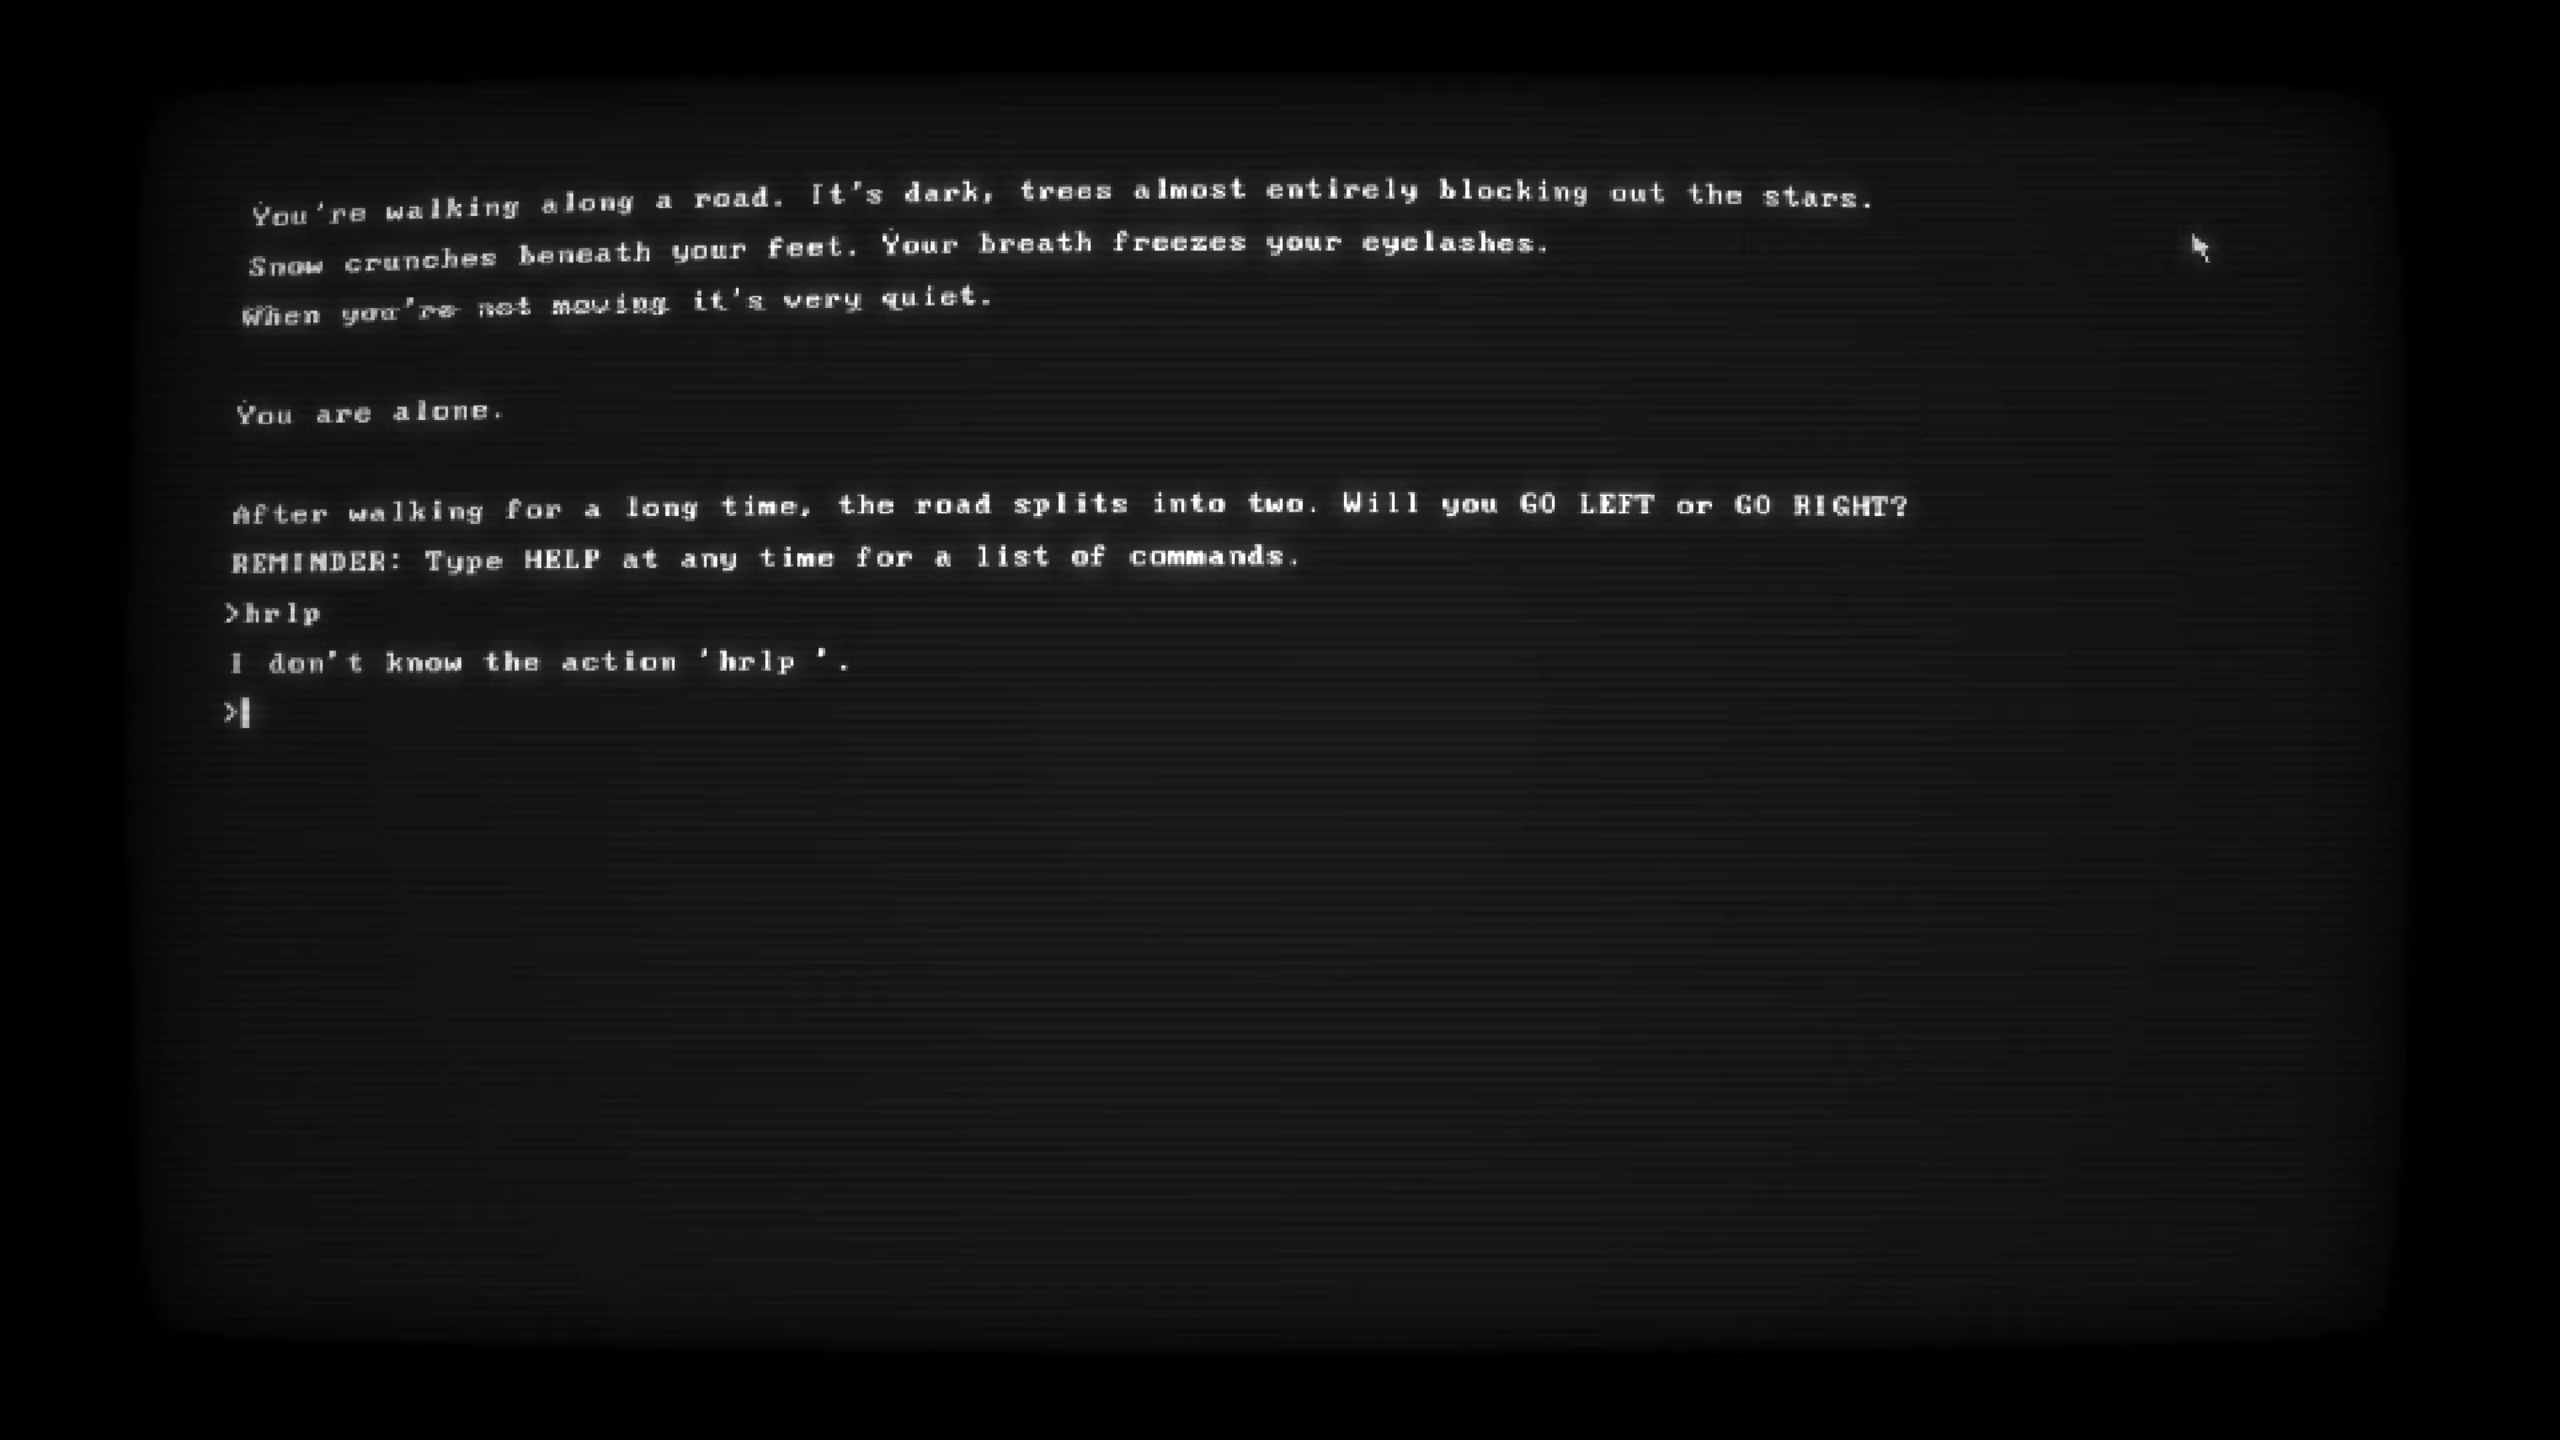 You're walking along a road. It's dark, trees almost entirely blocking out the stars.
Snow crunches beneath your feet. Your breath freezes your eyelashes.
When you're not moving it's very quiet.
You are alone.
After walking for a long time, the road splits into two. Will you GO LEFT or GO RIGHT?
REMINDER: Type HELP at any time for a list of commands.
>hrlp
I don't know the action 'hrlp '.
>